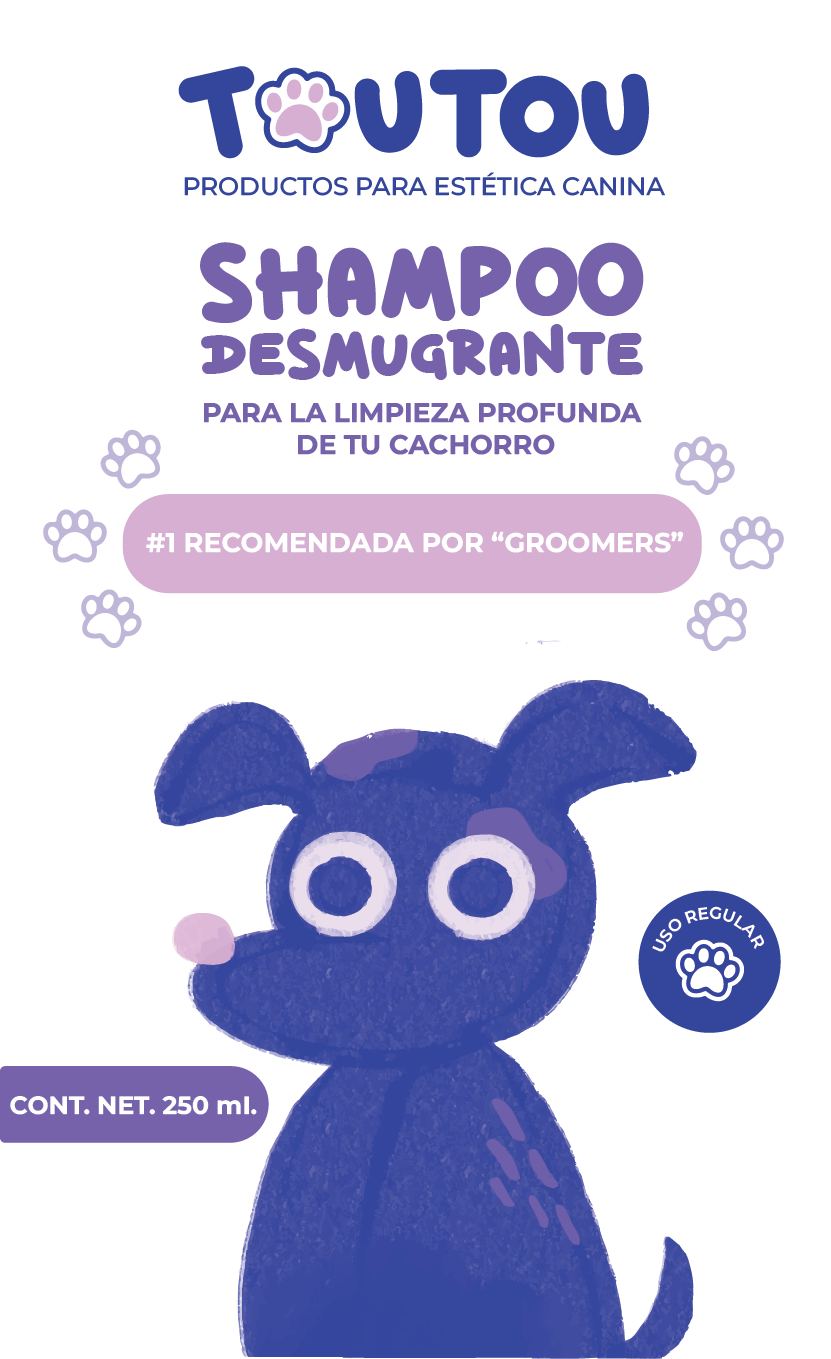 TOUTOU
PRODUCTOS PARA ESTÉTICA CANINA
SHAMPOO
DESMUGRANTE
PARA LA LIMPIEZA PROFUNDA
DE TU CACHORRO
#1 RECOMENDADA POR “GROOMERS”
USO REGULAR
CONT. NET. 250 ml.